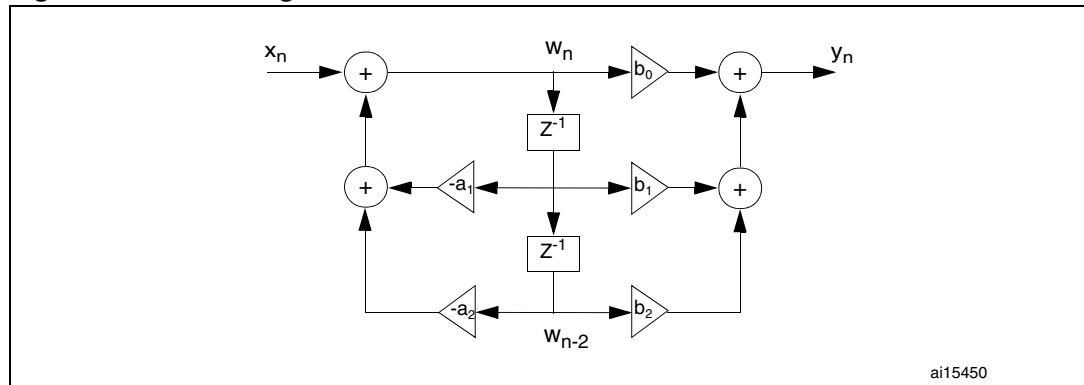 xₙ
wₙ
yₙ
+
b₀
+
Z⁻¹
+
-a₁
b₁
+
Z⁻¹
-a₂
b₂
wₙ₋₂
ai15450